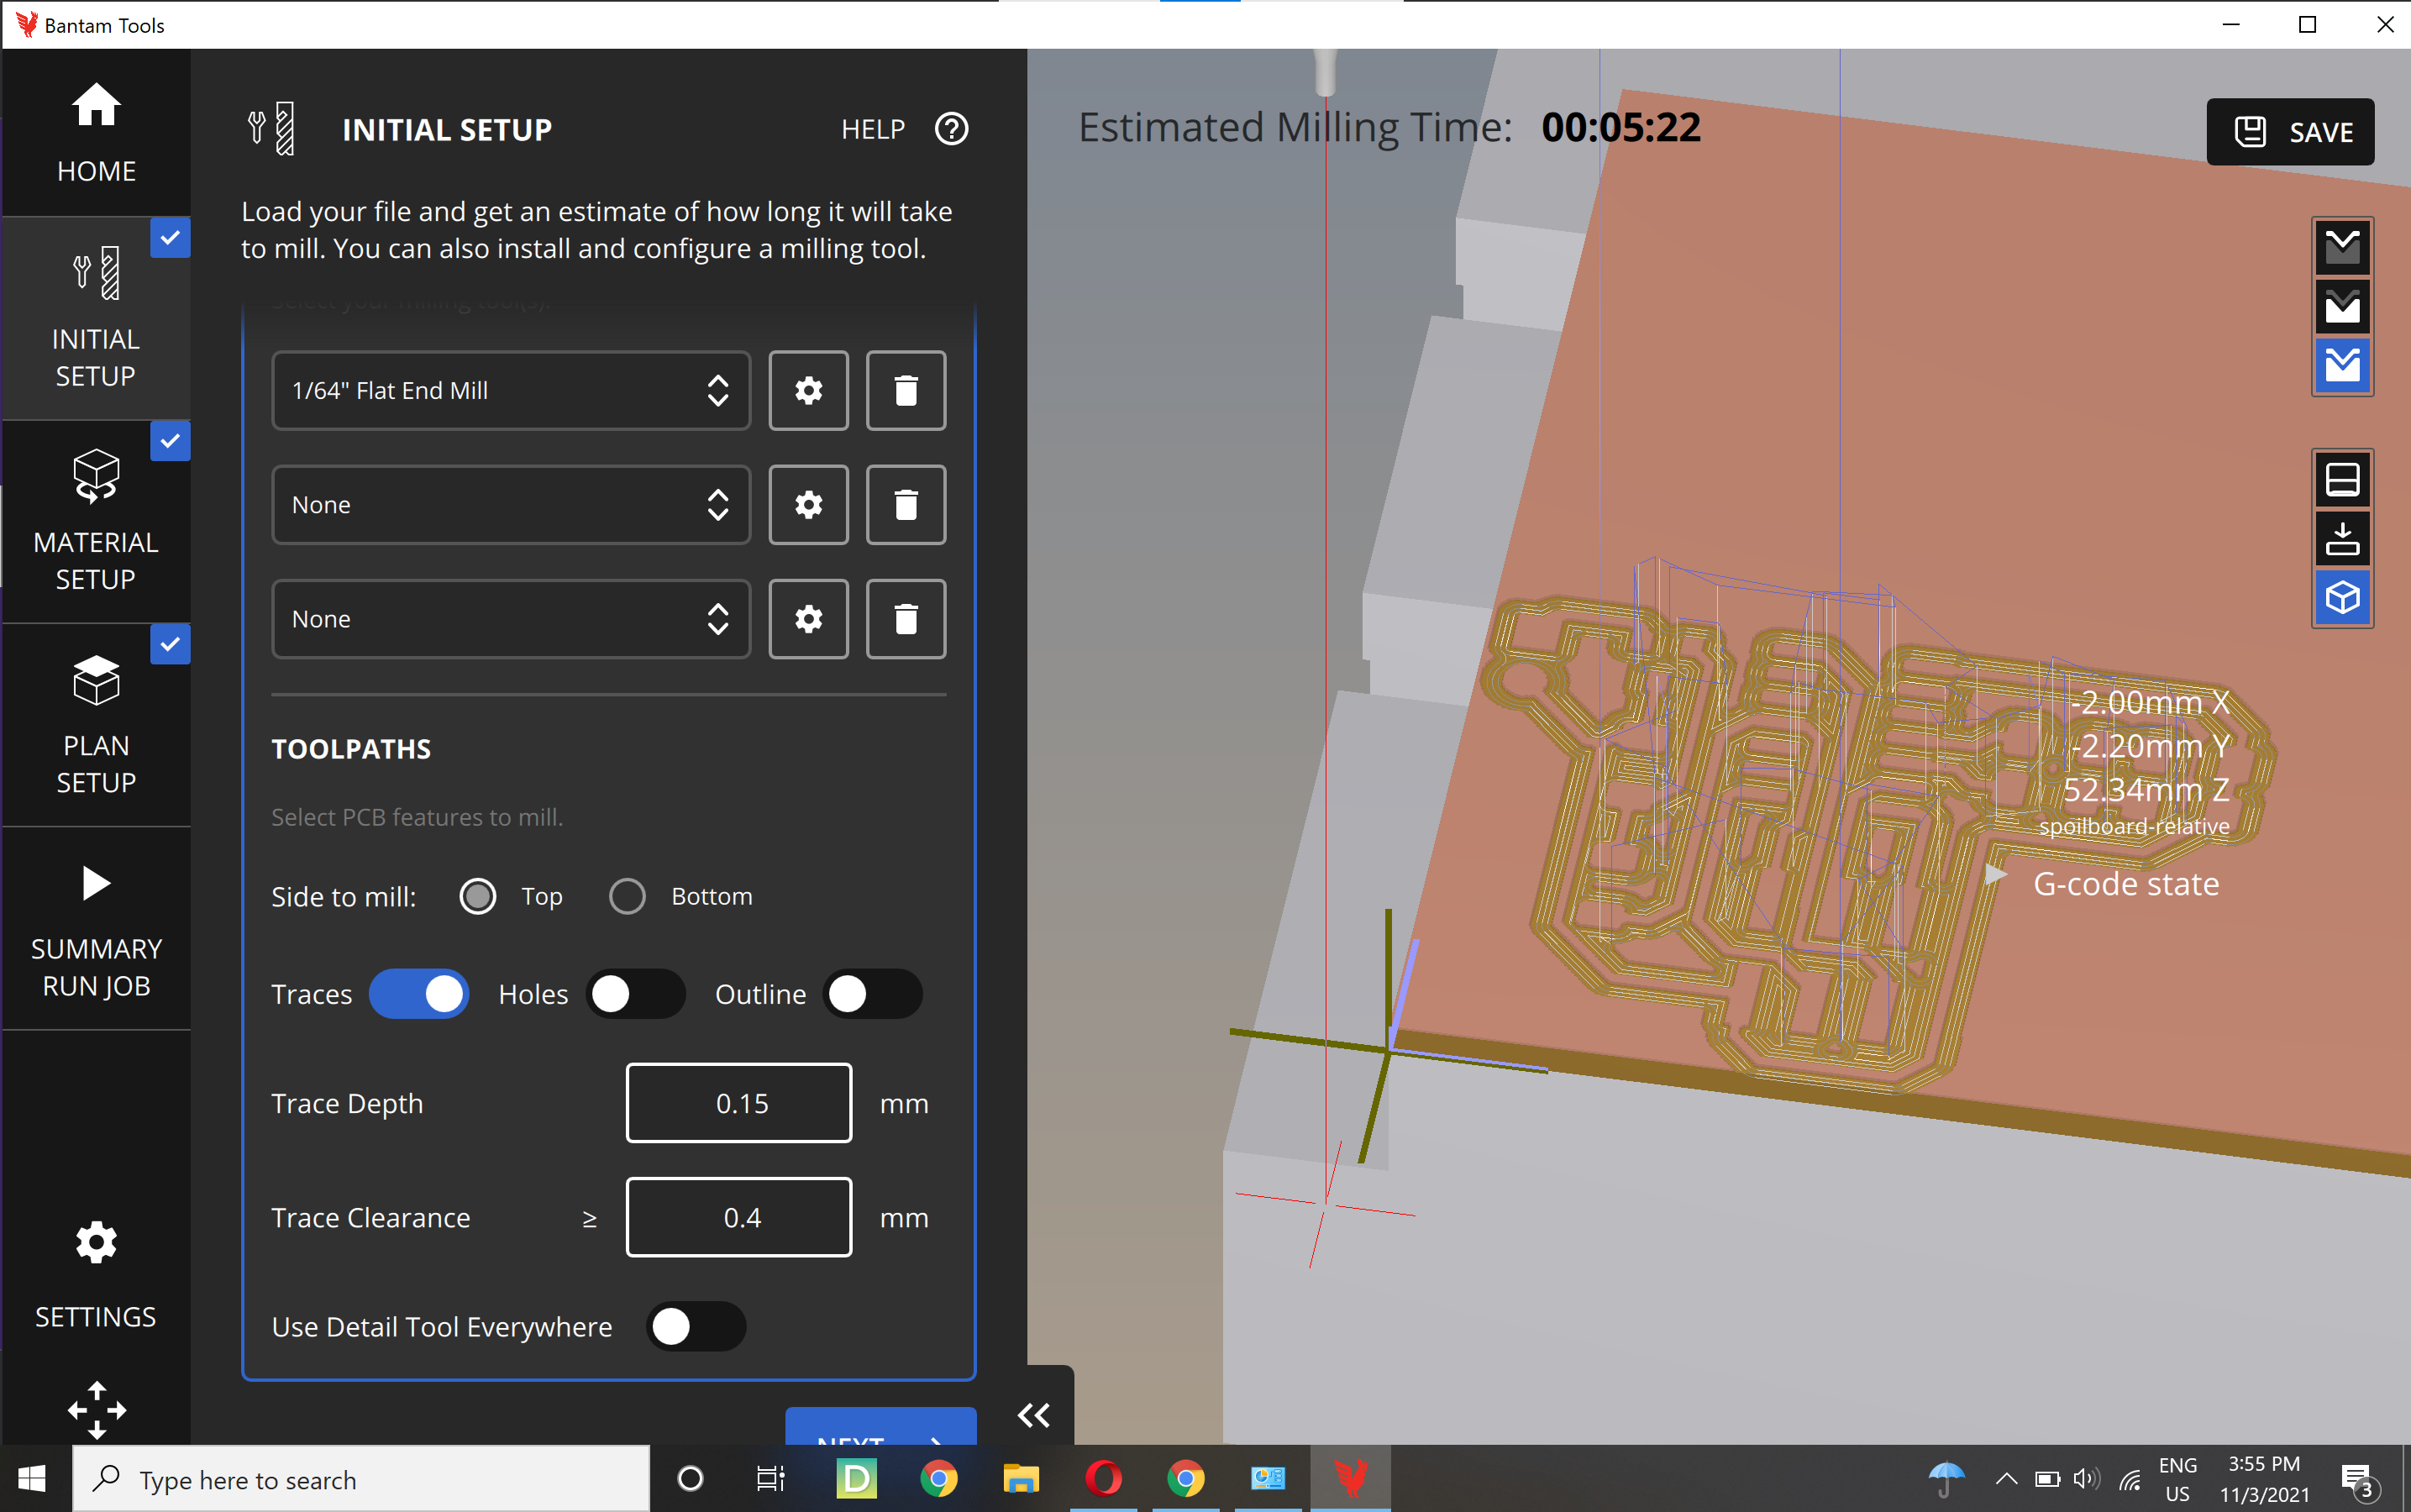 Bantam Tools
HOME
INITIAL
SETUP
MATERIAL
SETUP
PLAN
SETUP
SUMMARY
RUN JOB
SETTINGS
INITIAL SETUP
HELP
Load your file and get an estimate of how long it will take
to mill. You can also install and configure a milling tool.
Select your milling tool(s).
1/64" Flat End Mill
None
None
TOOLPATHS
Select PCB features to mill.
Side to mill: Top Bottom
Traces Holes Outline
Trace Depth 0.15 mm
Trace Clearance ≥ 0.4 mm
Use Detail Tool Everywhere
NEXT
Estimated Milling Time: 00:05:22
SAVE
-2.00mm X
-2.20mm Y
52.34mm Z
spoilboard-relative
G-code state
Type here to search
D
ENG
US
3:55 PM
11/3/2021
3